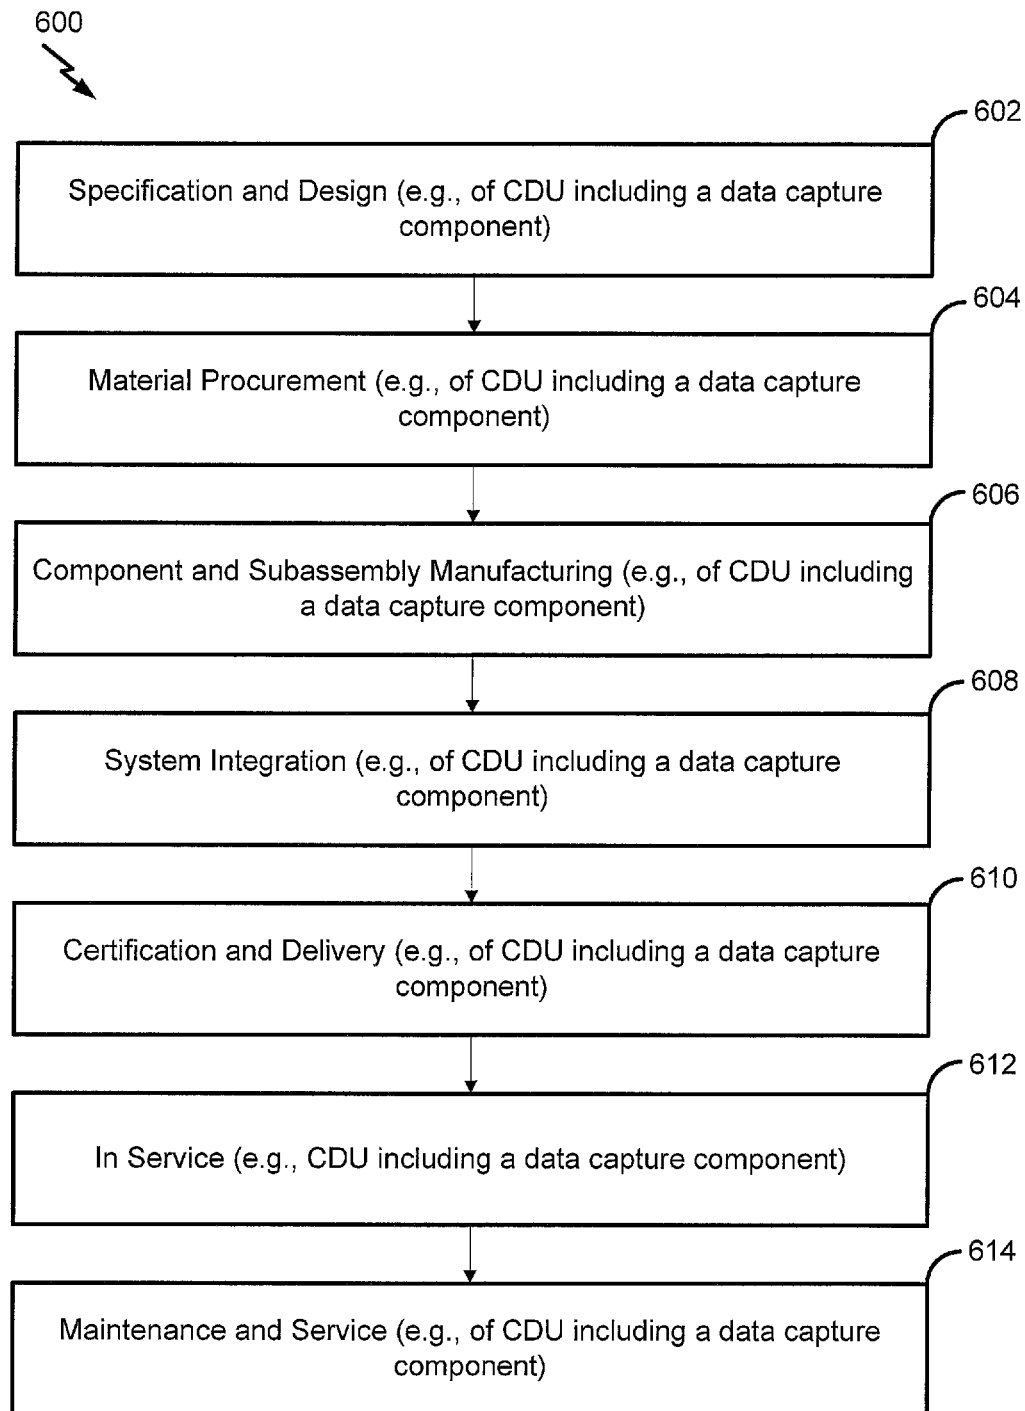 600
602
Specification and Design (e.g., of CDU including a data capture
component)
604
Material Procurement (e.g., of CDU including a data capture
component)
606
Component and Subassembly Manufacturing (e.g., of CDU including
a data capture component)
608
System Integration (e.g., of CDU including a data capture
component)
610
Certification and Delivery (e.g., of CDU including a data capture
component)
612
In Service (e.g., CDU including a data capture component)
614
Maintenance and Service (e.g., of CDU including a data capture
component)